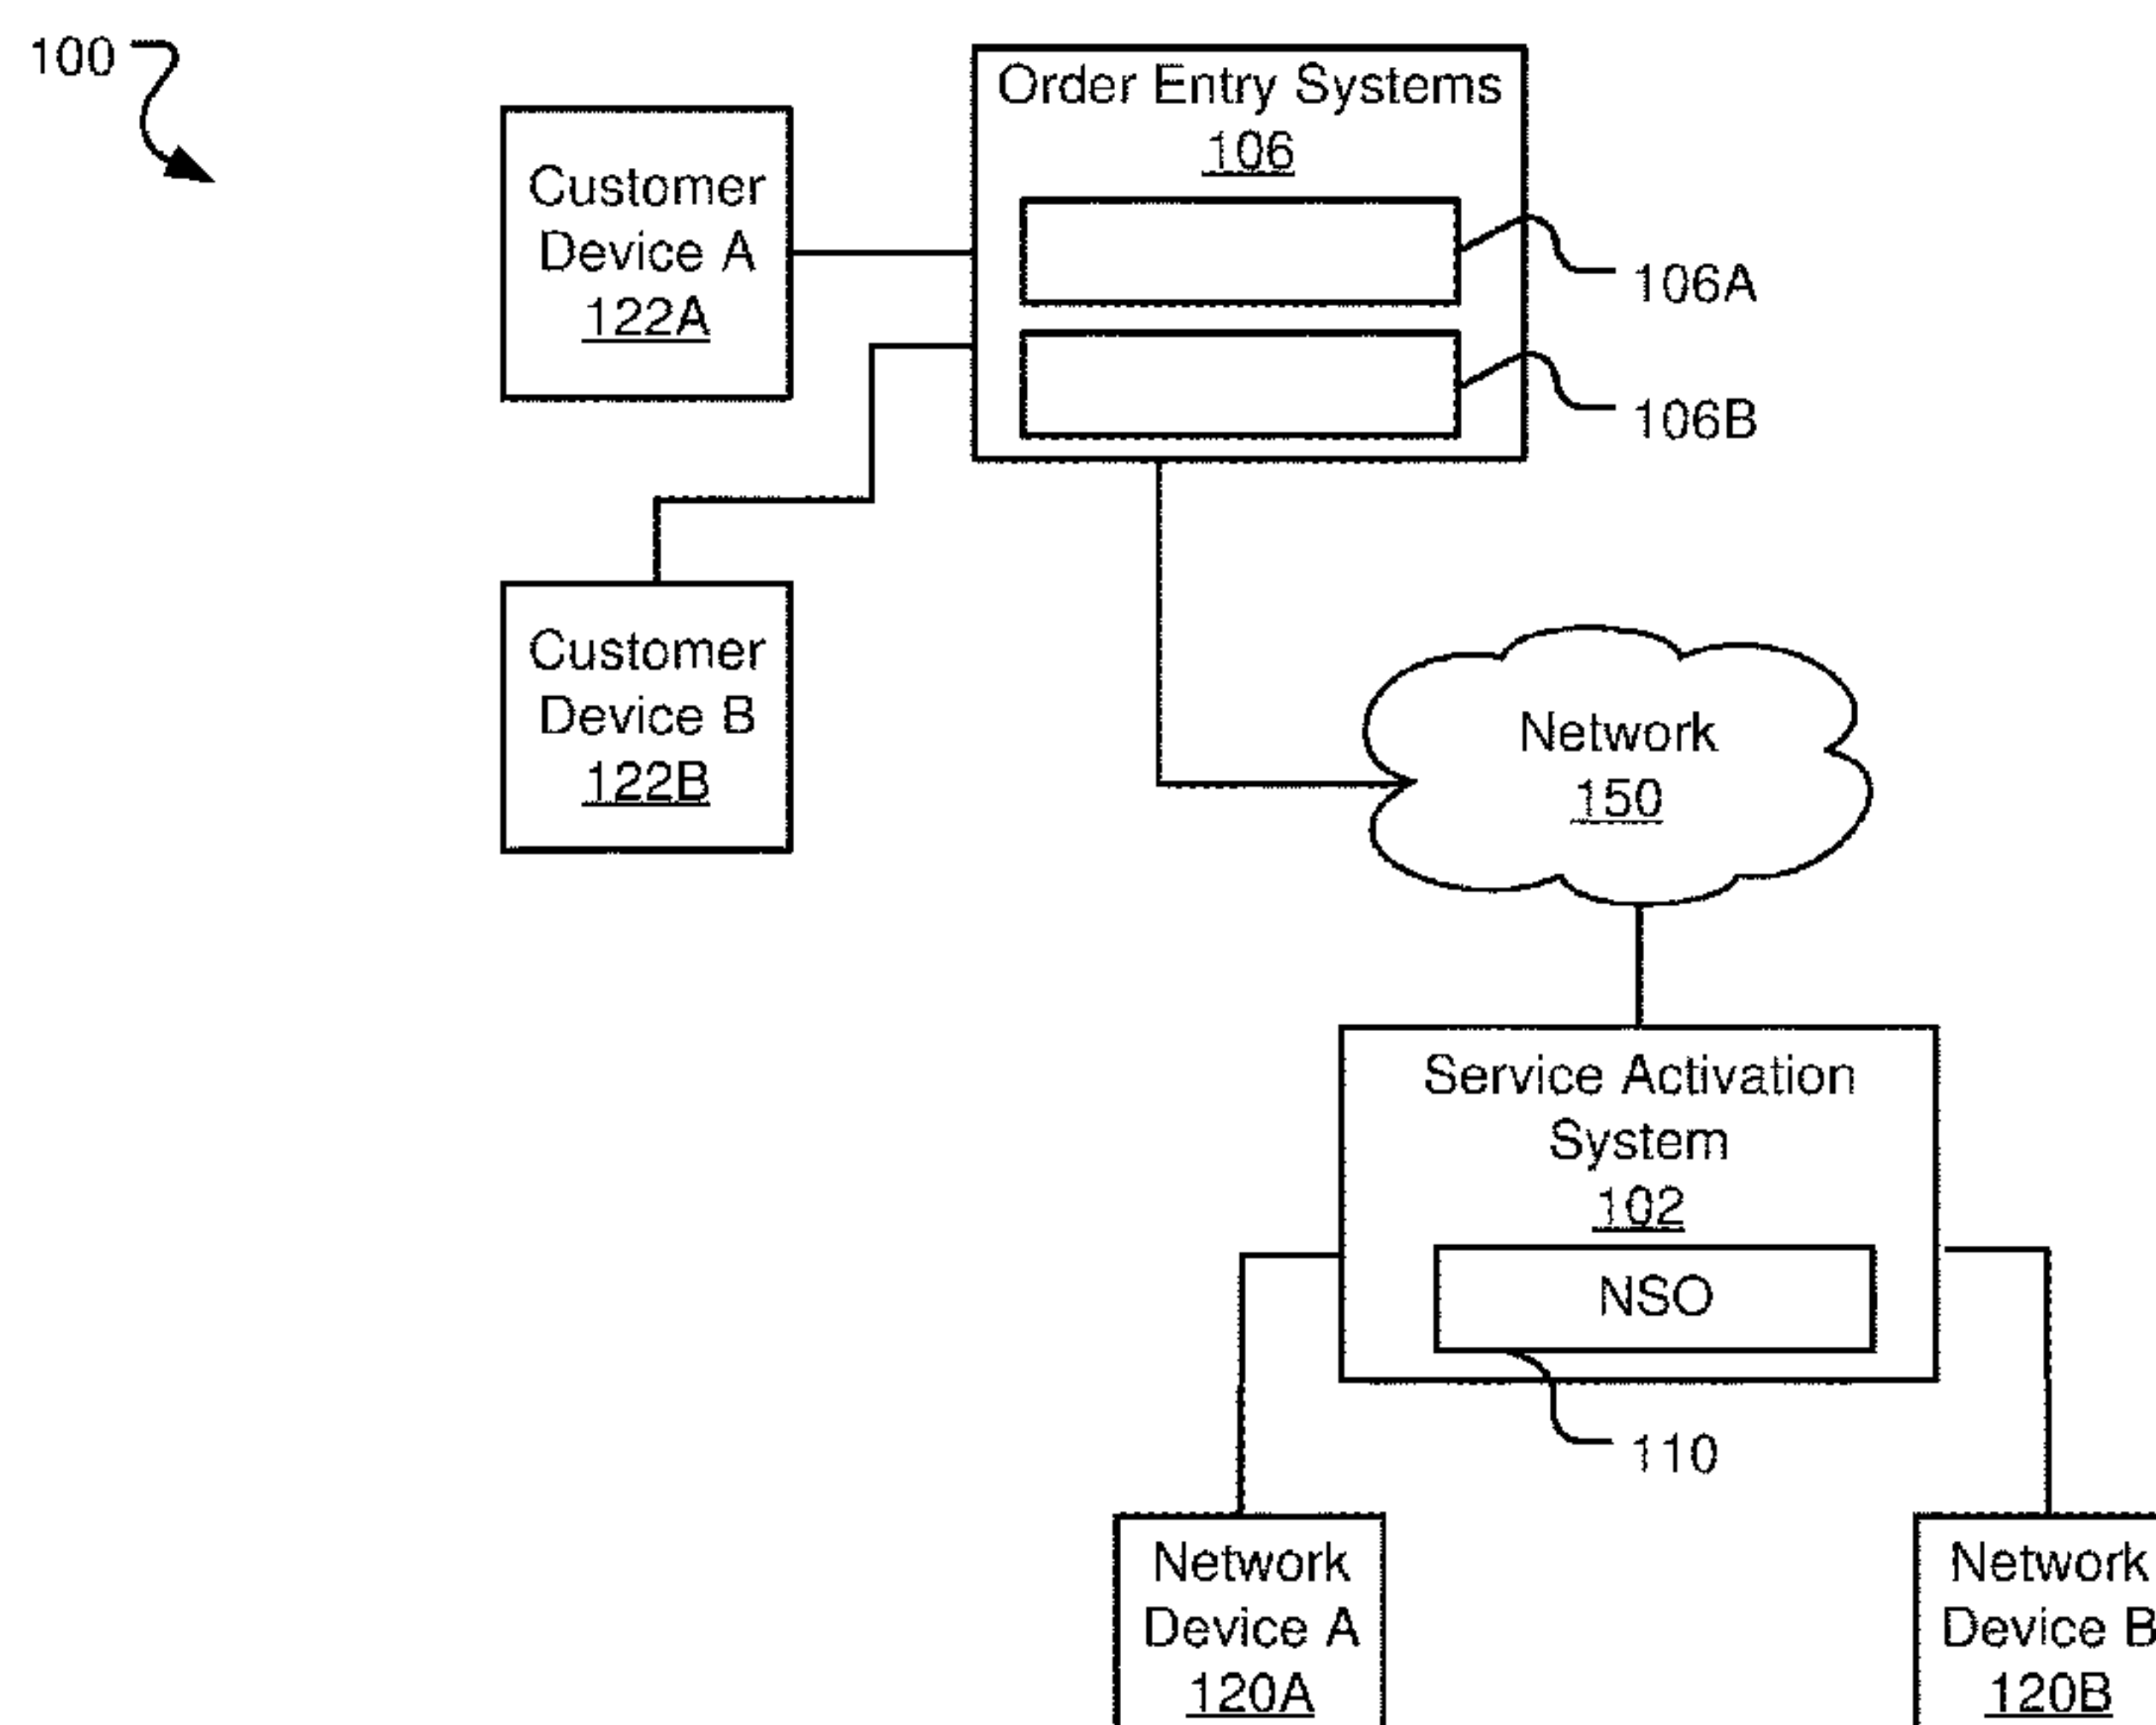 100
Order Entry Systems
106
Customer
Device A
122A
106A
106B
Customer
Device B
122B
Network
150
Service Activation
System
102
NSO
110
Network
Device A
120A
Network
Device B
120B